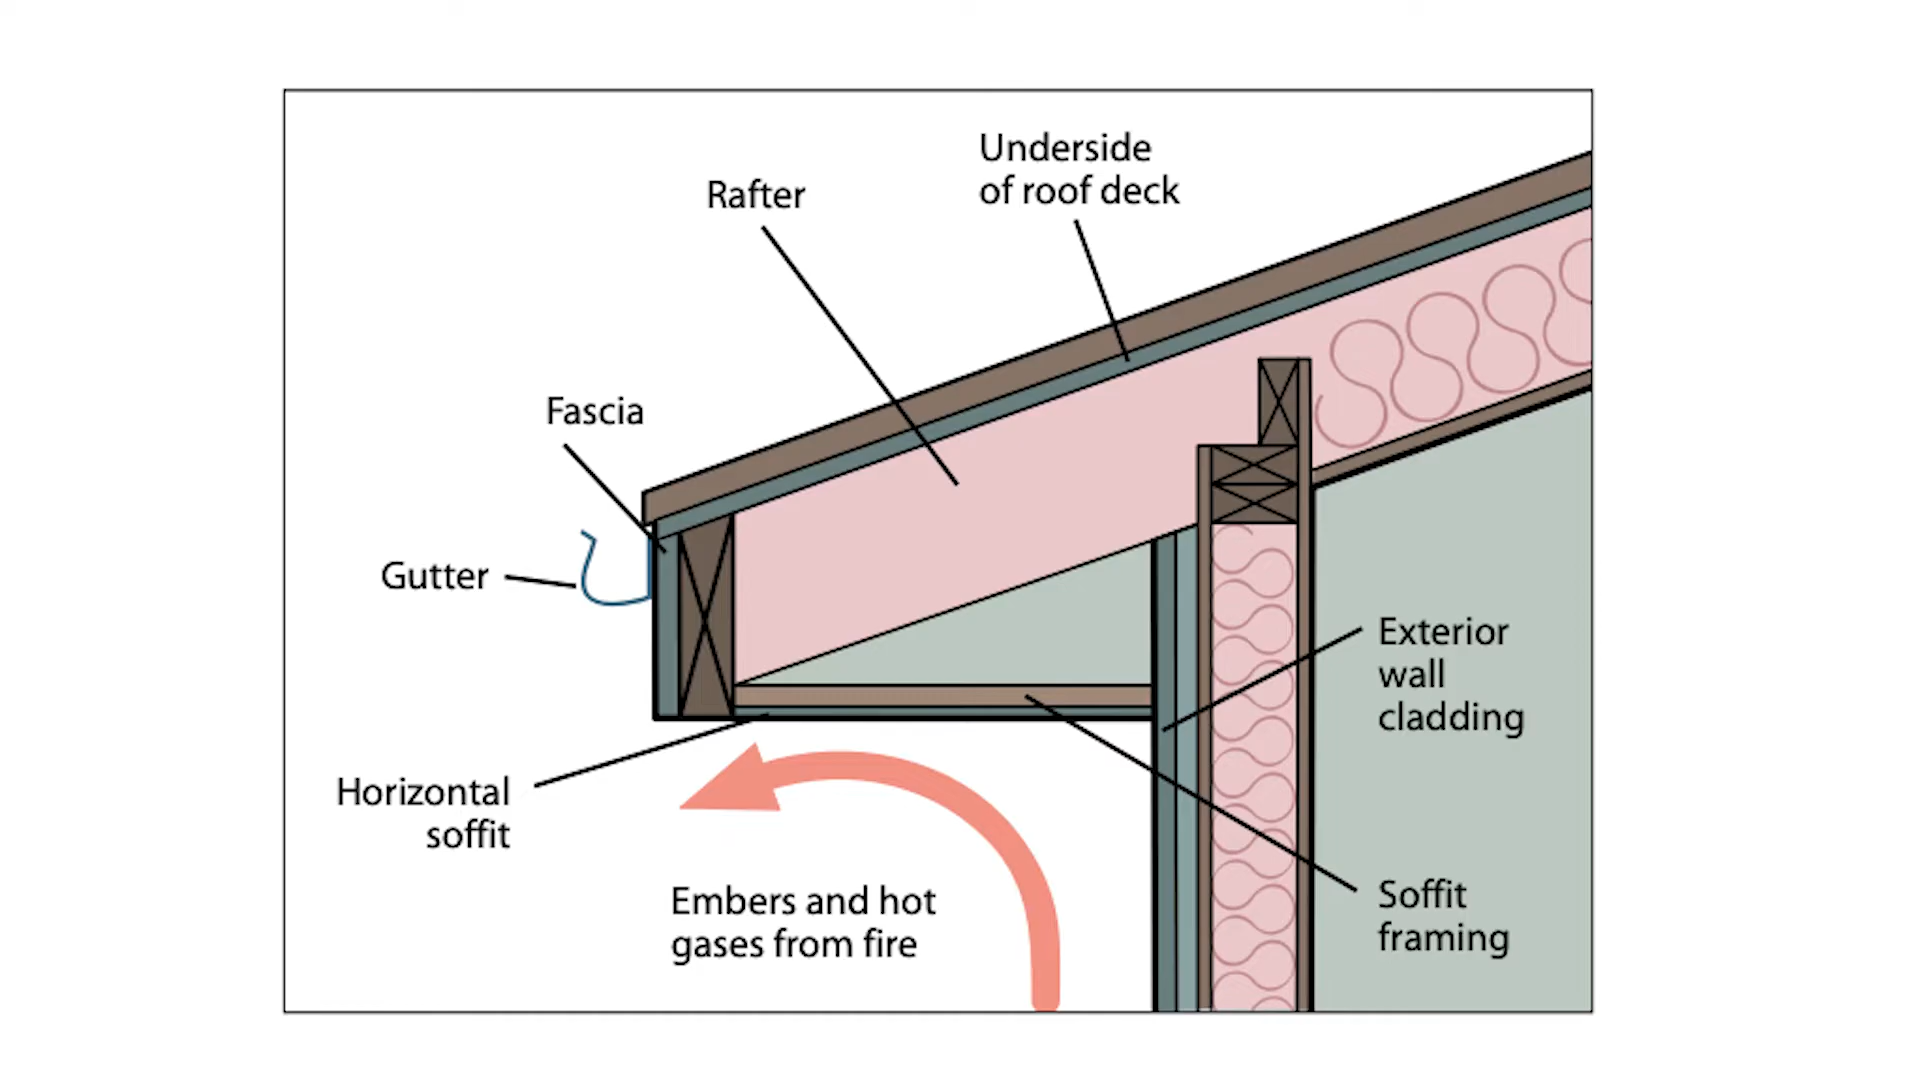 Underside
of roof deck
Rafter
Fascia
Gutter
Exterior
wall
cladding
Horizontal
soffit
Embers and hot
gases from fire
Soffit
framing